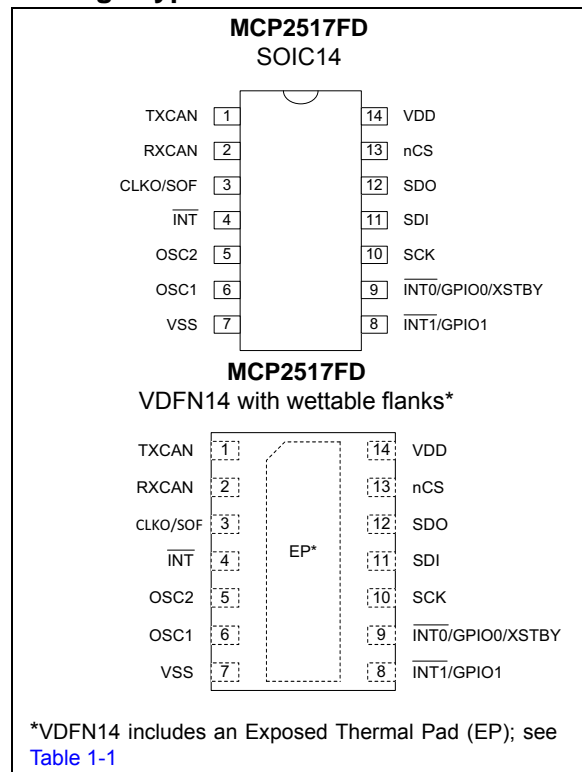 MCP2517FD
SOIC14
TXCAN 1 14 VDD
RXCAN 2 13 nCS
CLKO/SOF 3 12 SDO
INT 4 11 SDI
OSC2 5 10 SCK
OSC1 6 9 INT0/GPIO0/XSTBY
VSS 7 8 INT1/GPIO1
MCP2517FD
VDFN14 with wettable flanks*
TXCAN 1 14 VDD
RXCAN 2 13 nCS
CLKO/SOF 3 12 SDO
INT 4 EP* 11 SDI
OSC2 5 10 SCK
OSC1 6 9 INT0/GPIO0/XSTBY
VSS 7 8 INT1/GPIO1
*VDFN14 includes an Exposed Thermal Pad (EP); see
Table 1-1